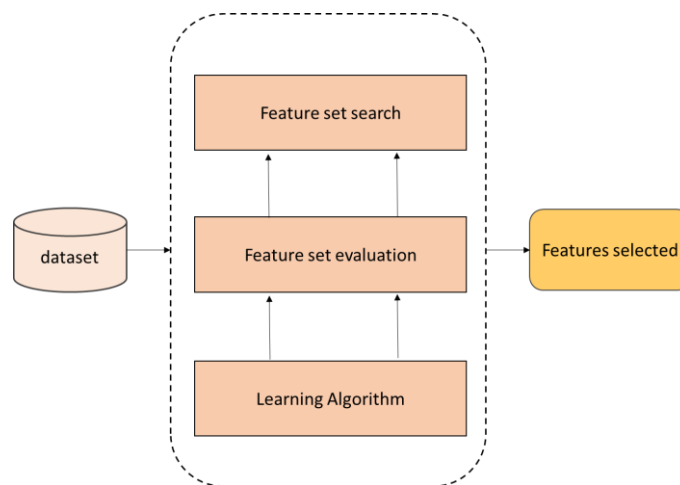 Feature set search
dataset
Feature set evaluation
Features selected
Learning Algorithm